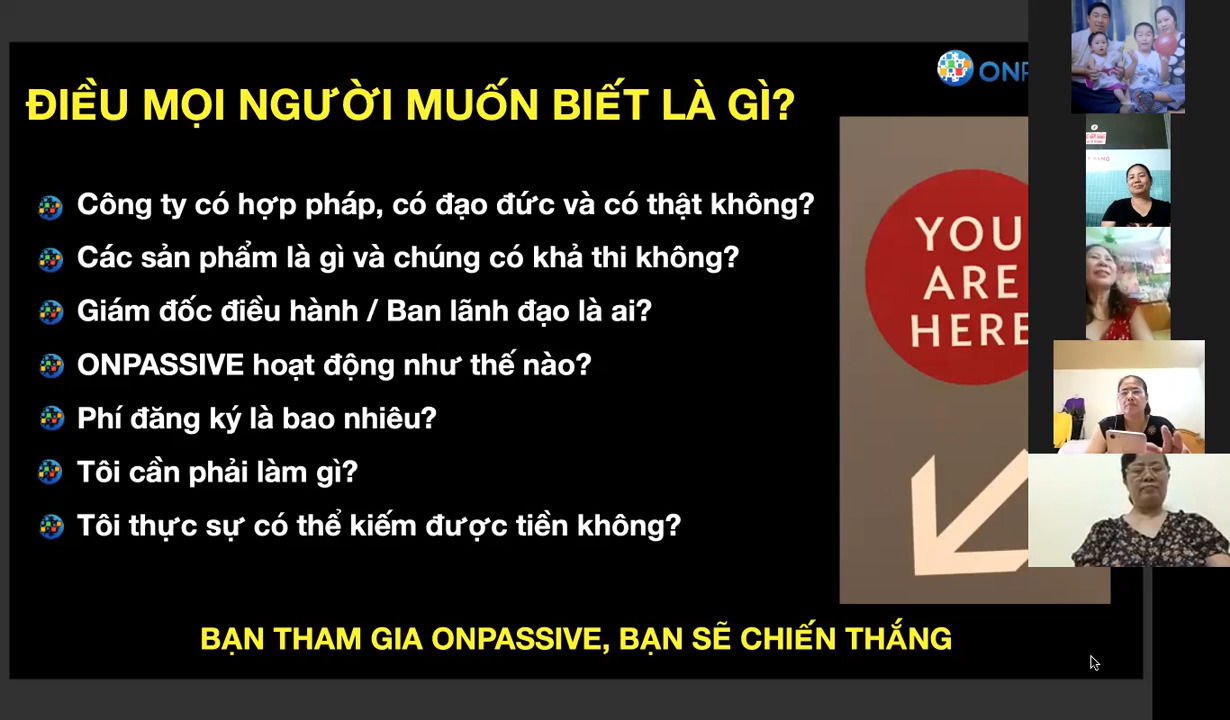 ĐIỀU MỌI NGƯỜI MUỐN BIẾT LÀ GÌ?
Công ty có hợp pháp, có đạo đức và có thật không?
Các sản phẩm là gì và chúng có khả thi không?
Giám đốc điều hành / Ban lãnh đạo là ai?
ONPASSIVE hoạt động như thế nào?
Phí đăng ký là bao nhiêu?
Tôi cần phải làm gì?
Tôi thực sự có thể kiếm được tiền không?
YOU
ARE
HERE
BẠN THAM GIA ONPASSIVE, BẠN SẼ CHIẾN THẮNG